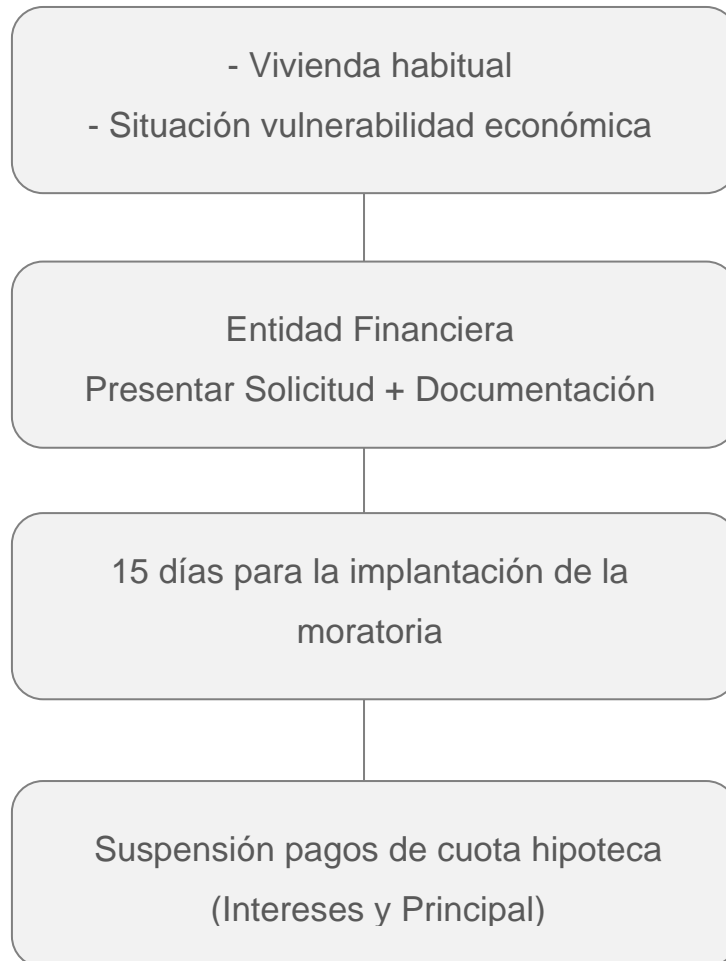 - Vivienda habitual
- Situación vulnerabilidad económica
Entidad Financiera
Presentar Solicitud + Documentación
15 días para la implantación de la
moratoria
Suspensión pagos de cuota hipoteca
(Intereses y Principal)